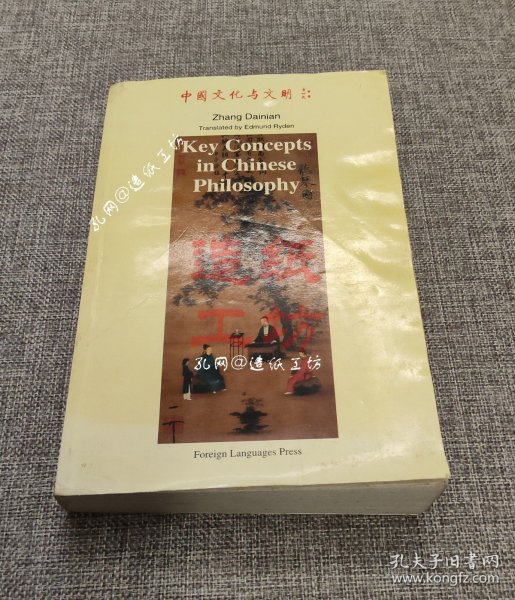 中國文化与文明
Zhang Dainian
Translated by Edmund Ryden
Key Concepts
in Chinese
Philosophy
孔网@造纸工坊
造纸
工坊
孔网@造纸工坊
Foreign Languages Press
孔夫子旧书网
www.kongfz.com